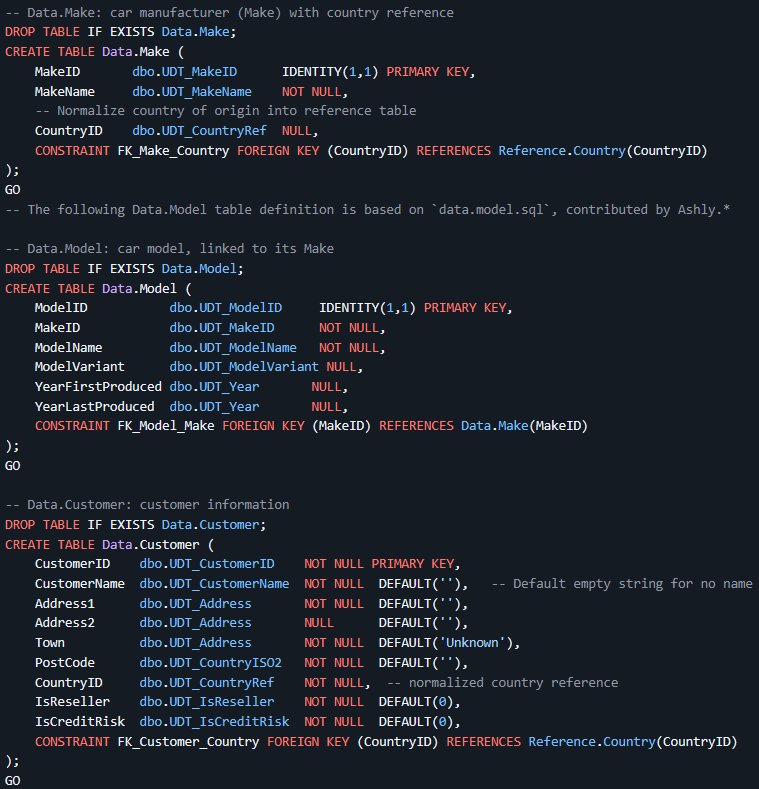 -- Data.Make: car manufacturer (Make) with country reference
DROP TABLE IF EXISTS Data.Make;
CREATE TABLE Data.Make (
    MakeID       dbo.UDT_MakeID      IDENTITY(1,1) PRIMARY KEY,
    MakeName     dbo.UDT_MakeName    NOT NULL,
    -- Normalize country of origin into reference table
    CountryID    dbo.UDT_CountryRef  NULL,
    CONSTRAINT FK_Make_Country FOREIGN KEY (CountryID) REFERENCES Reference.Country(CountryID)
);
GO
-- The following Data.Model table definition is based on `data.model.sql`, contributed by Ashly.*
-- Data.Model: car model, linked to its Make
DROP TABLE IF EXISTS Data.Model;
CREATE TABLE Data.Model (
    ModelID           dbo.UDT_ModelID     IDENTITY(1,1) PRIMARY KEY,
    MakeID            dbo.UDT_MakeID      NOT NULL,
    ModelName         dbo.UDT_ModelName   NOT NULL,
    ModelVariant      dbo.UDT_ModelVariant NULL,
    YearFirstProduced dbo.UDT_Year       NULL,
    YearLastProduced  dbo.UDT_Year       NULL,
    CONSTRAINT FK_Model_Make FOREIGN KEY (MakeID) REFERENCES Data.Make(MakeID)
);
GO
-- Data.Customer: customer information
DROP TABLE IF EXISTS Data.Customer;
CREATE TABLE Data.Customer (
    CustomerID    dbo.UDT_CustomerID    NOT NULL PRIMARY KEY,
    CustomerName  dbo.UDT_CustomerName  NOT NULL  DEFAULT(''),   -- Default empty string for no name
    Address1      dbo.UDT_Address       NOT NULL  DEFAULT(''),
    Address2      dbo.UDT_Address       NULL      DEFAULT(''),
    Town          dbo.UDT_Address       NOT NULL  DEFAULT('Unknown'),
    PostCode      dbo.UDT_CountryISO2   NOT NULL  DEFAULT(''),
    CountryID     dbo.UDT_CountryRef    NOT NULL,  -- normalized country reference
    IsReseller    dbo.UDT_IsReseller    NOT NULL  DEFAULT(0),
    IsCreditRisk  dbo.UDT_IsCreditRisk  NOT NULL  DEFAULT(0),
    CONSTRAINT FK_Customer_Country FOREIGN KEY (CountryID) REFERENCES Reference.Country(CountryID)
);
GO